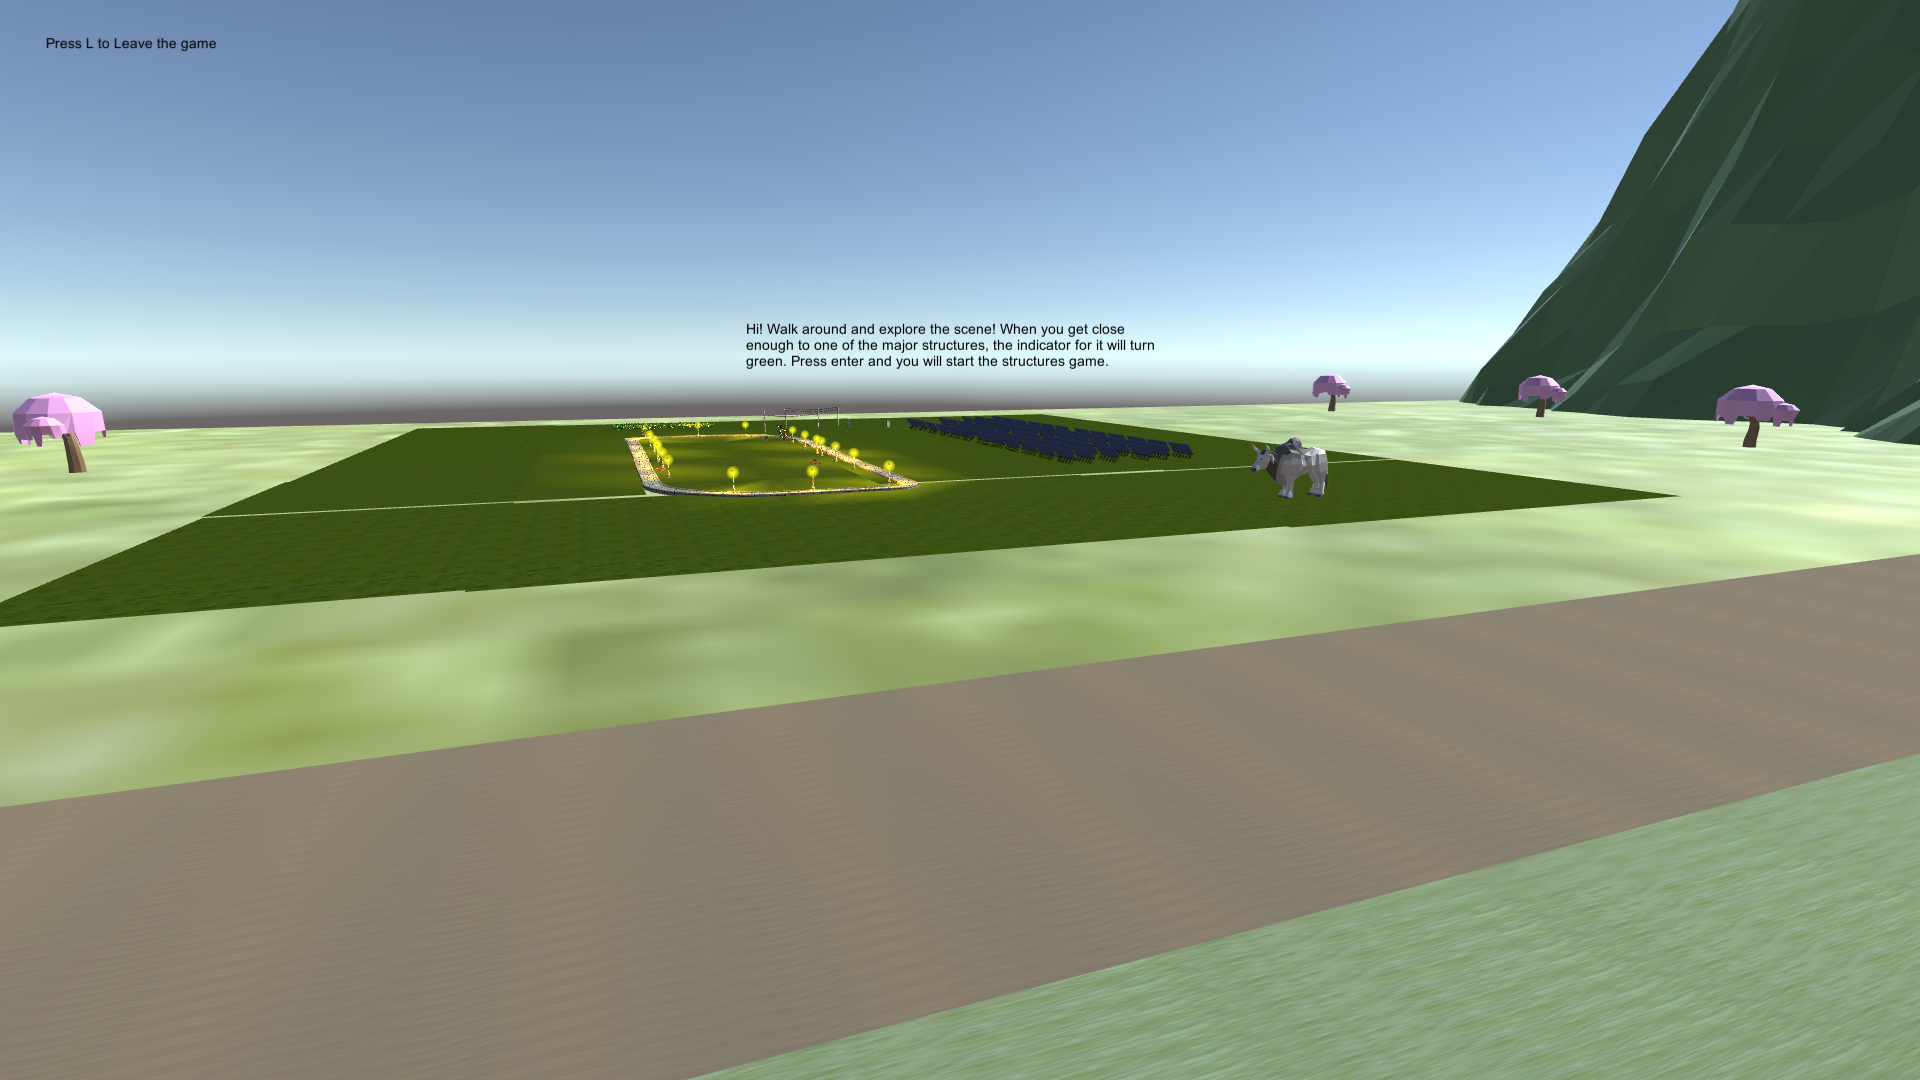 Press L to Leave the game
Hi! Walk around and explore the scene! When you get close
enough to one of the major structures, the indicator for it will turn
green. Press enter and you will start the structures game.